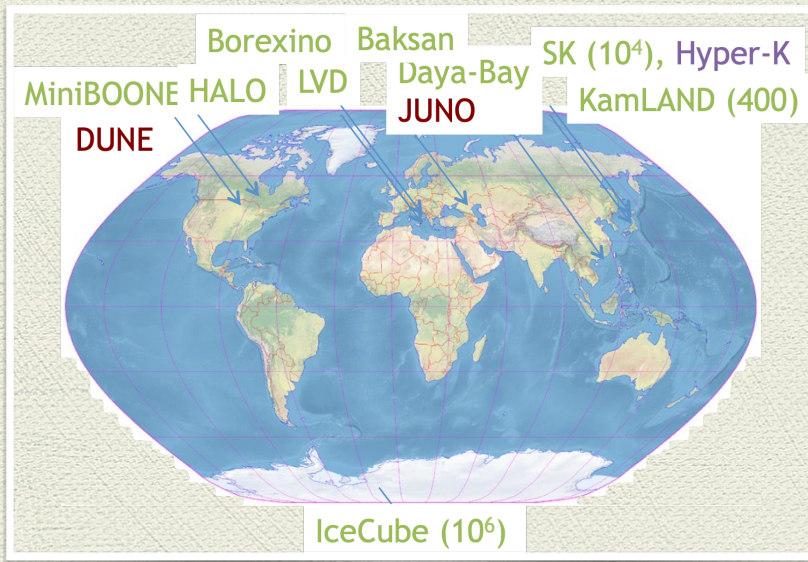 Borexino
Baksan
SK (10⁴), Hyper-K
MiniBOONE
HALO
LVD
Daya-Bay
KamLAND (400)
DUNE
JUNO
IceCube (10⁶)